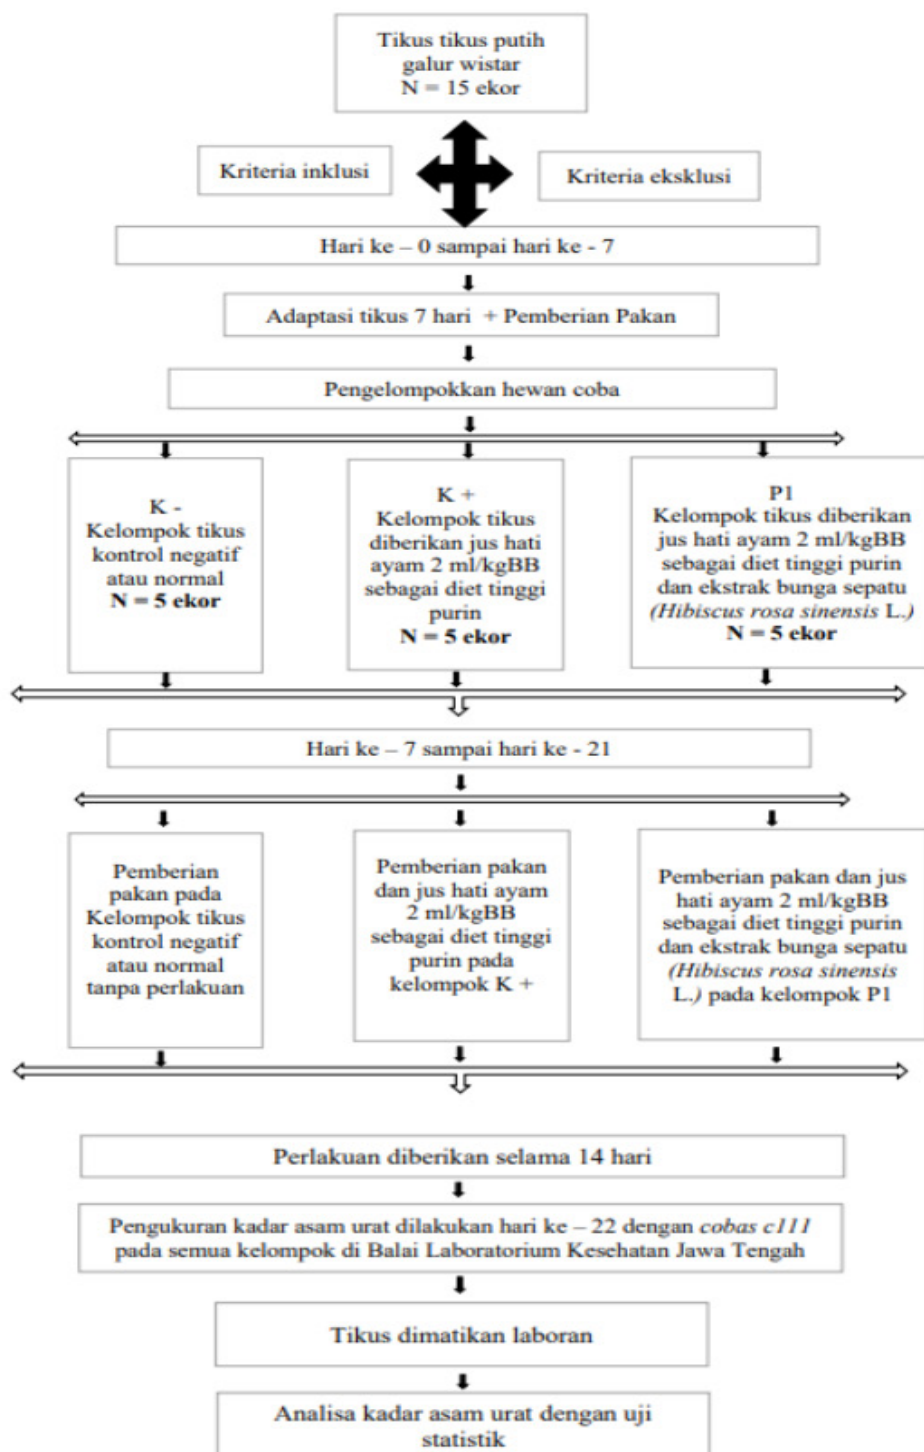 Tikus tikus putih
galur wistar
N = 15 ekor
Kriteria inklusi
Kriteria eksklusi
Hari ke – 0 sampai hari ke - 7
Adaptasi tikus 7 hari + Pemberian Pakan
Pengelompokkan hewan coba
K -
Kelompok tikus
kontrol negatif
atau normal
N = 5 ekor
K +
Kelompok tikus
diberikan jus hati
ayam 2 ml/kgBB
sebagai diet tinggi
purin
N = 5 ekor
P1
Kelompok tikus diberikan
jus hati ayam 2 ml/kgBB
sebagai diet tinggi purin
dan ekstrak bunga sepatu
(Hibiscus rosa sinensis L.)
N = 5 ekor
Hari ke – 7 sampai hari ke - 21
Pemberian
pakan pada
Kelompok tikus
kontrol negatif
atau normal
tanpa perlakuan
Pemberian pakan
dan jus hati ayam
2 ml/kgBB
sebagai diet tinggi
purin pada
kelompok K +
Pemberian pakan dan jus
hati ayam 2 ml/kgBB
sebagai diet tinggi purin
dan ekstrak bunga sepatu
(Hibiscus rosa sinensis
L.) pada kelompok P1
Perlakuan diberikan selama 14 hari
Pengukuran kadar asam urat dilakukan hari ke – 22 dengan cobas c111
pada semua kelompok di Balai Laboratorium Kesehatan Jawa Tengah
Tikus dimatikan laboran
Analisa kadar asam urat dengan uji
statistik